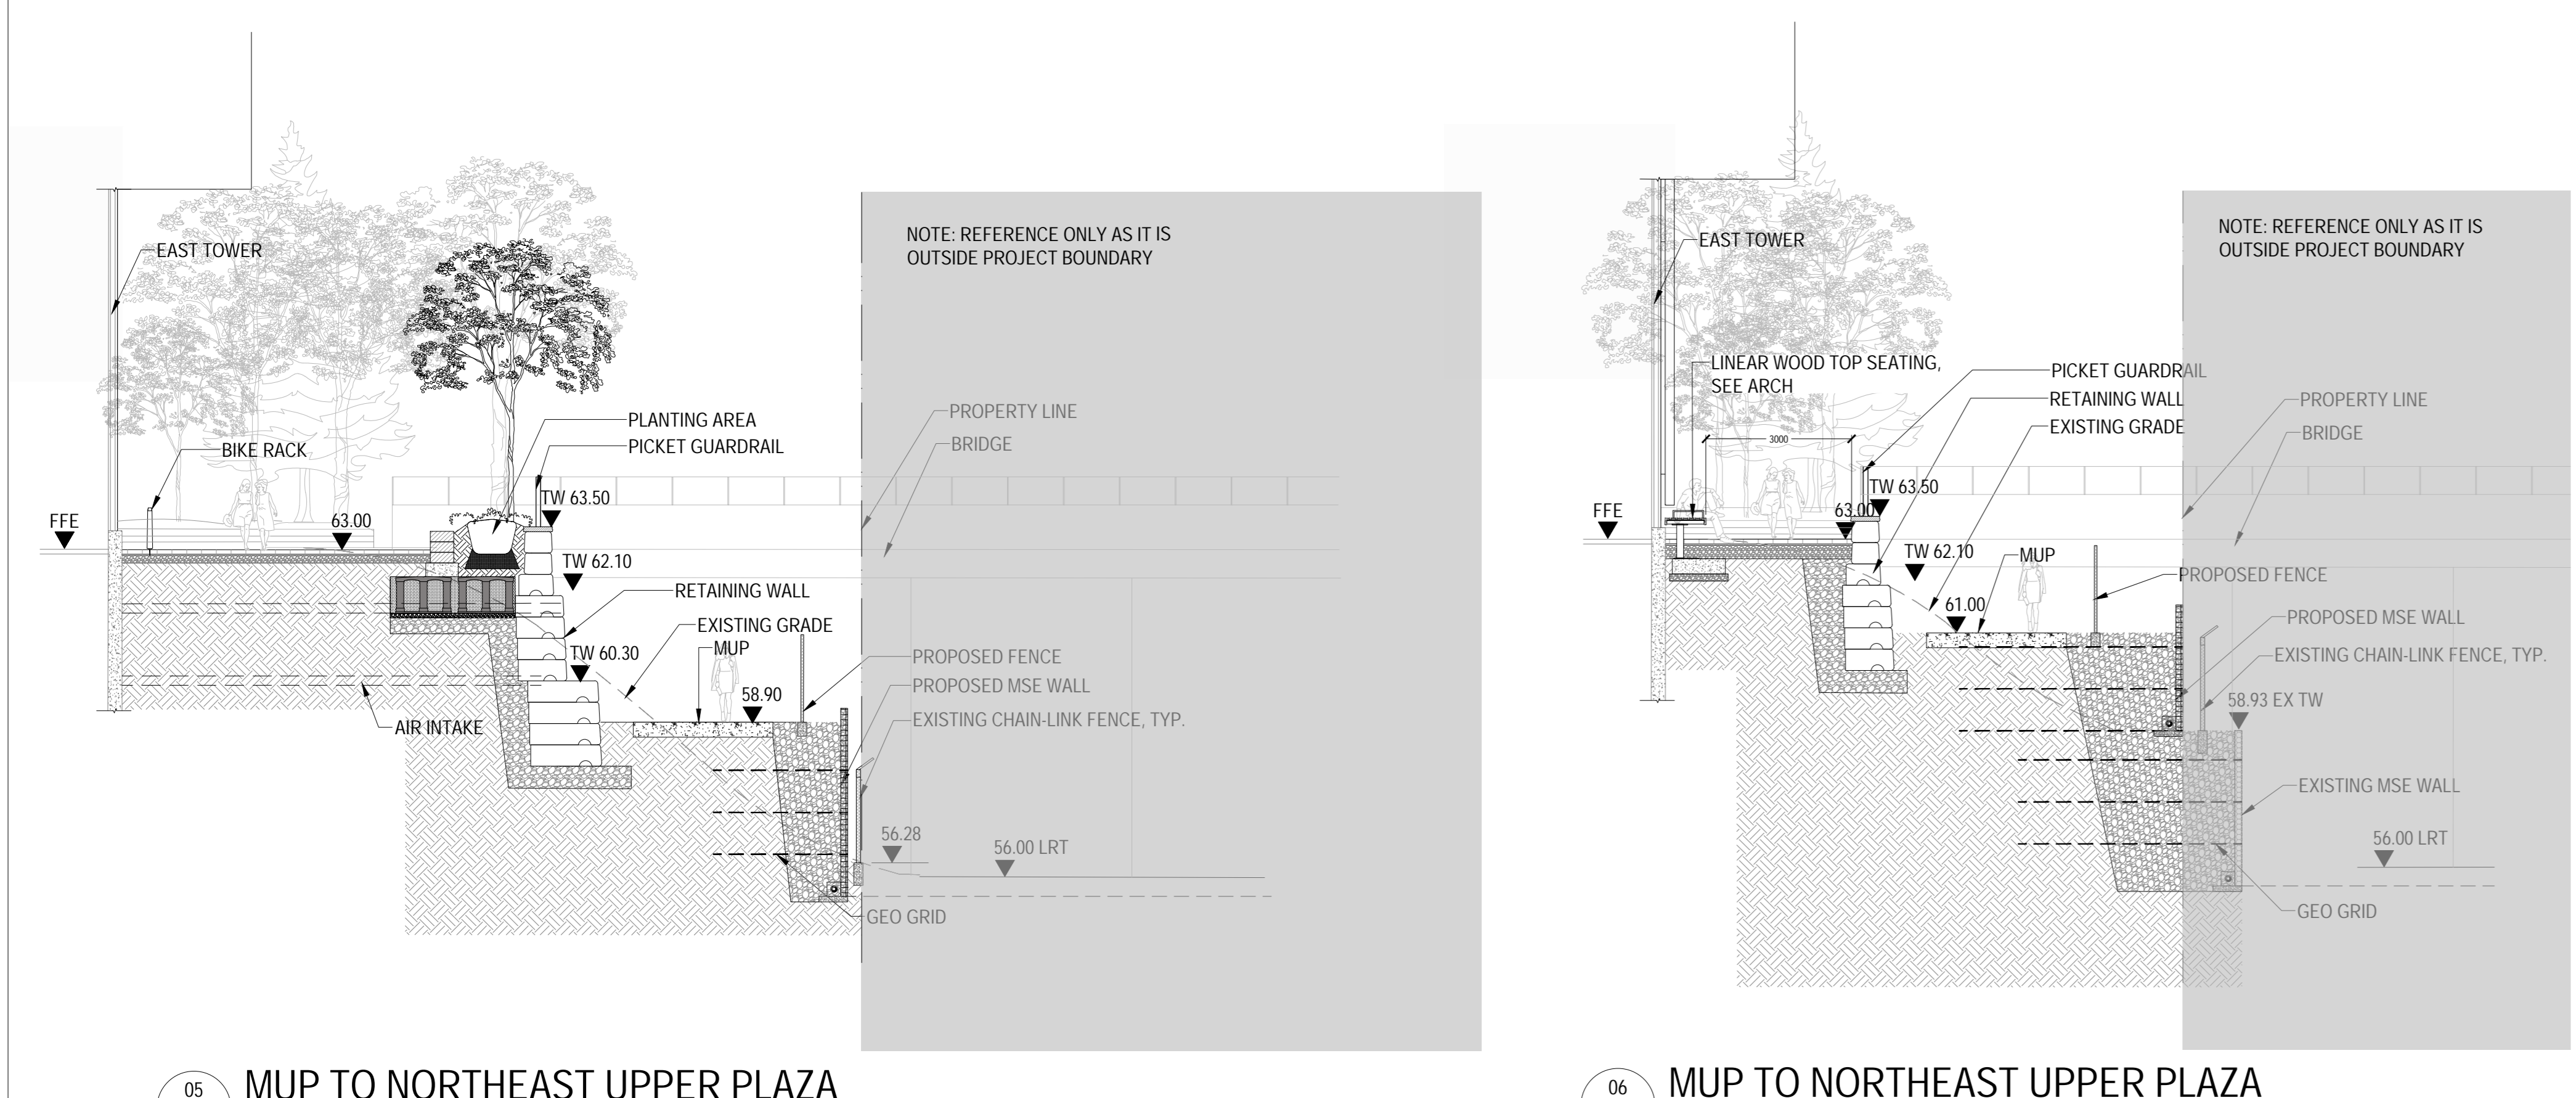 NOTE: REFERENCE ONLY AS IT IS
OUTSIDE PROJECT BOUNDARY
EAST TOWER
PLANTING AREA
PICKET GUARDRAIL
BIKE RACK
PROPERTY LINE
BRIDGE
TW 63.50
FFE
63.00
TW 62.10
RETAINING WALL
EXISTING GRADE
MUP
TW 60.30
58.90
PROPOSED FENCE
PROPOSED MSE WALL
EXISTING CHAIN-LINK FENCE, TYP.
AIR INTAKE
56.28
56.00 LRT
GEO GRID
05
MUP TO NORTHEAST UPPER PLAZA
NOTE: REFERENCE ONLY AS IT IS
OUTSIDE PROJECT BOUNDARY
EAST TOWER
LINEAR WOOD TOP SEATING,
SEE ARCH
PICKET GUARDRAIL
RETAINING WALL
EXISTING GRADE
PROPERTY LINE
BRIDGE
3000
TW 63.50
FFE
63.00
TW 62.10
MUP
PROPOSED FENCE
61.00
PROPOSED MSE WALL
EXISTING CHAIN-LINK FENCE, TYP.
58.93 EX TW
EXISTING MSE WALL
56.00 LRT
GEO GRID
06
MUP TO NORTHEAST UPPER PLAZA